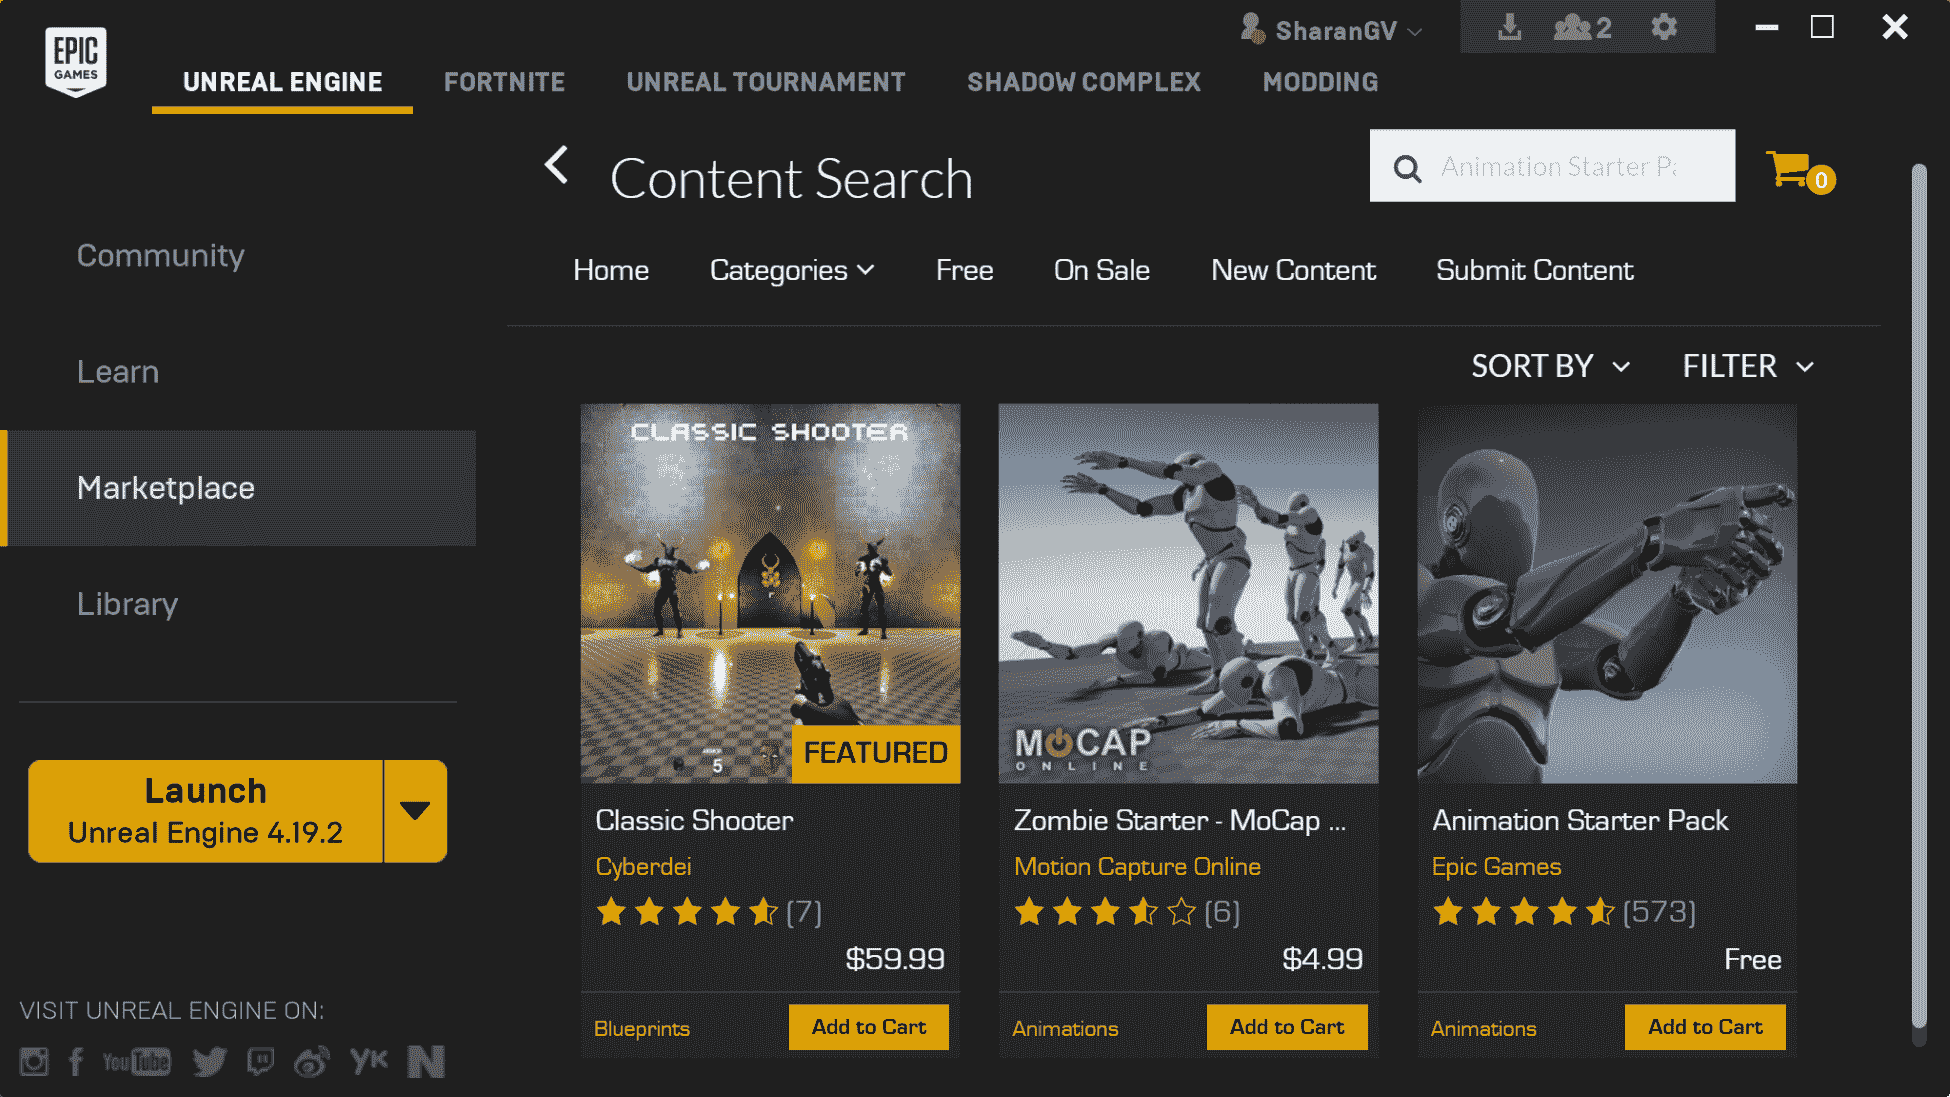 EPIC
GAMES
SharanGV
2
UNREAL ENGINE
FORTNITE
UNREAL TOURNAMENT
SHADOW COMPLEX
MODDING
Content Search
Animation Starter Pa
0
Home
Categories
Free
On Sale
New Content
Submit Content
Community
Learn
Marketplace
Library
SORT BY
FILTER
CLASSIC SHOOTER
5
FEATURED
Classic Shooter
Cyberdei
(7)
$59.99
Blueprints
Add to Cart
MOCAP
ONLINE
Zombie Starter - MoCap ...
Motion Capture Online
(6)
$4.99
Animations
Add to Cart
Animation Starter Pack
Epic Games
(573)
Free
Animations
Add to Cart
Launch
Unreal Engine 4.19.2
VISIT UNREAL ENGINE ON:
YouTube